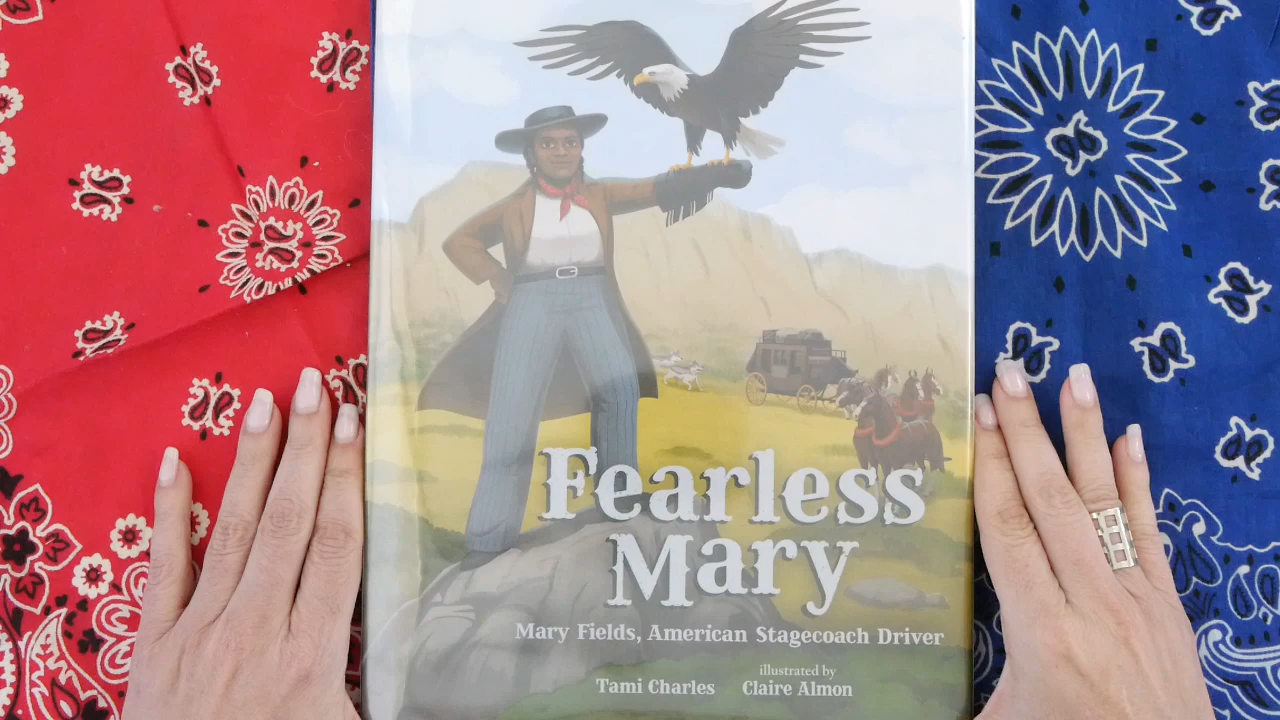 Fearless
Mary
Mary Fields, American Stagecoach Driver
illustrated by
Tami Charles Claire Almon